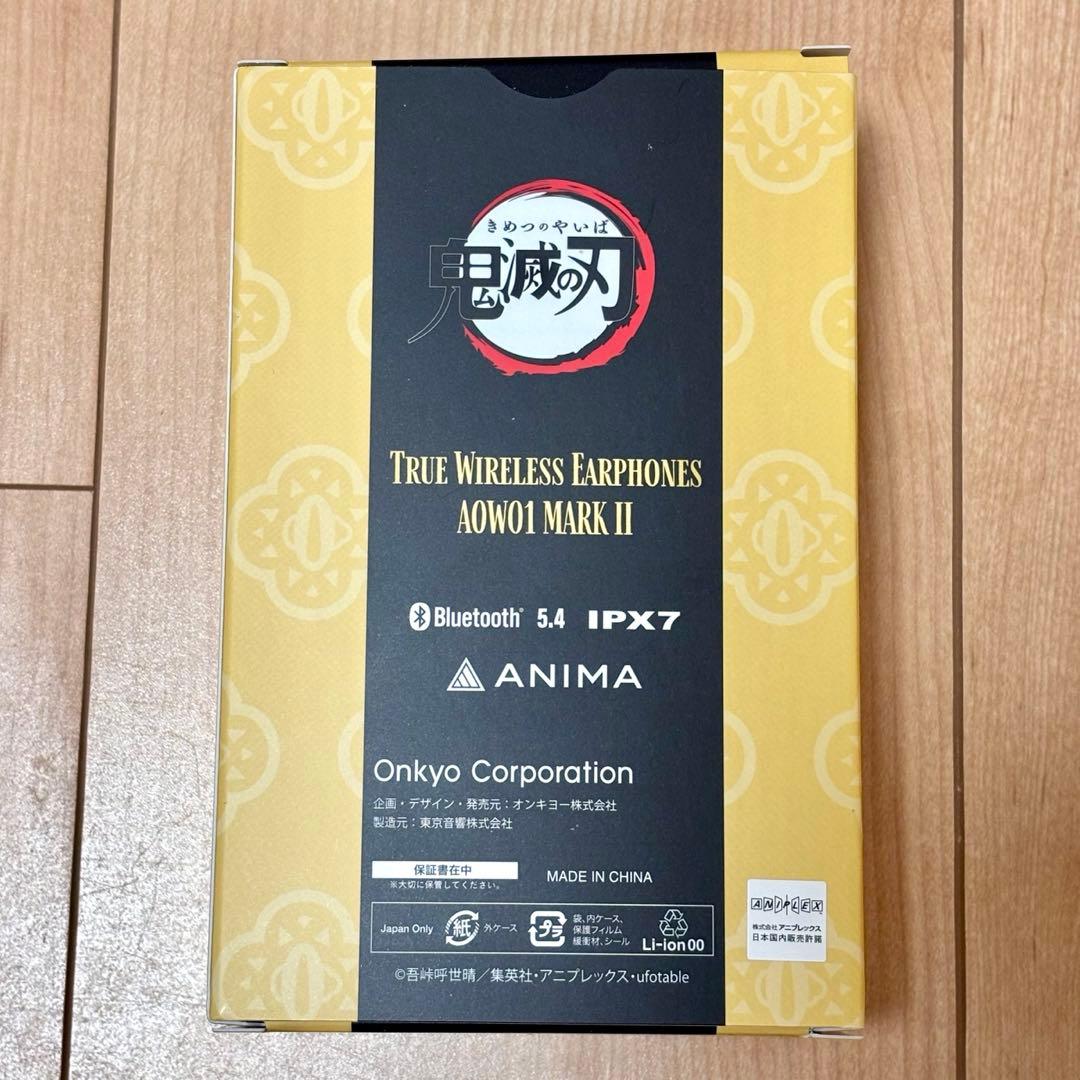 きめつのやいば
鬼滅の刃
TRUE WIRELESS EARPHONES
AOW01 MARK II
Bluetooth® 5.4 IPX7
ANIMA
Onkyo Corporation
企画・デザイン・発売元：オンキヨー株式会社
製造元：東京音響株式会社
保証書在中
※大切に保管してください。
MADE IN CHINA
Japan Only
紙
外ケース
プラ
袋、内ケース、
保護フィルム
緩衝材、シール
Li-ion 00
©吾峠呼世晴／集英社・アニプレックス・ufotable
ANIPLEX
株式会社アニプレックス
日本国内販売許諾